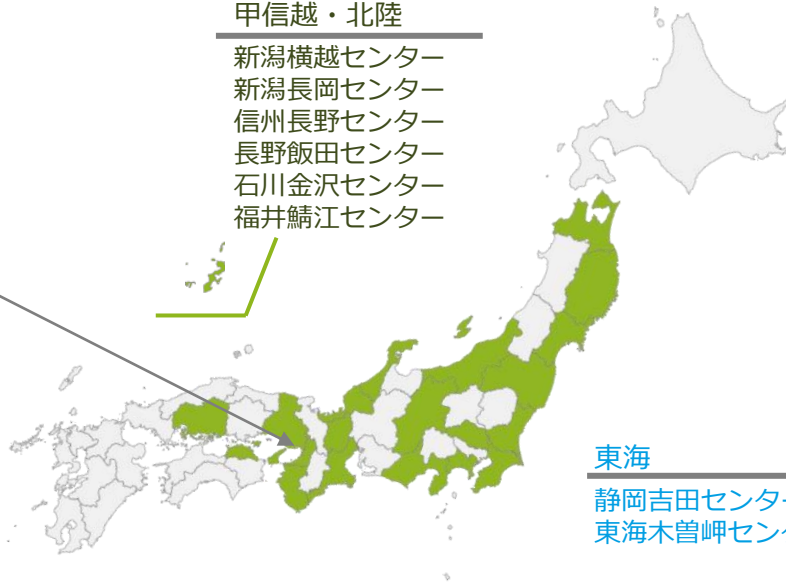 甲信越・北陸
新潟横越センター
新潟長岡センター
信州長野センター
長野飯田センター
石川金沢センター
福井鯖江センター
東海
静岡吉田センター
東海木曽岬セン